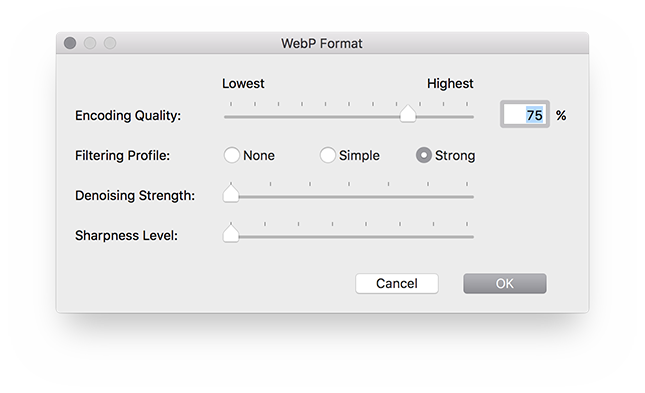 WebP Format
Lowest Highest
Encoding Quality: 75 %
Filtering Profile: None Simple Strong
Denoising Strength:
Sharpness Level:
Cancel OK